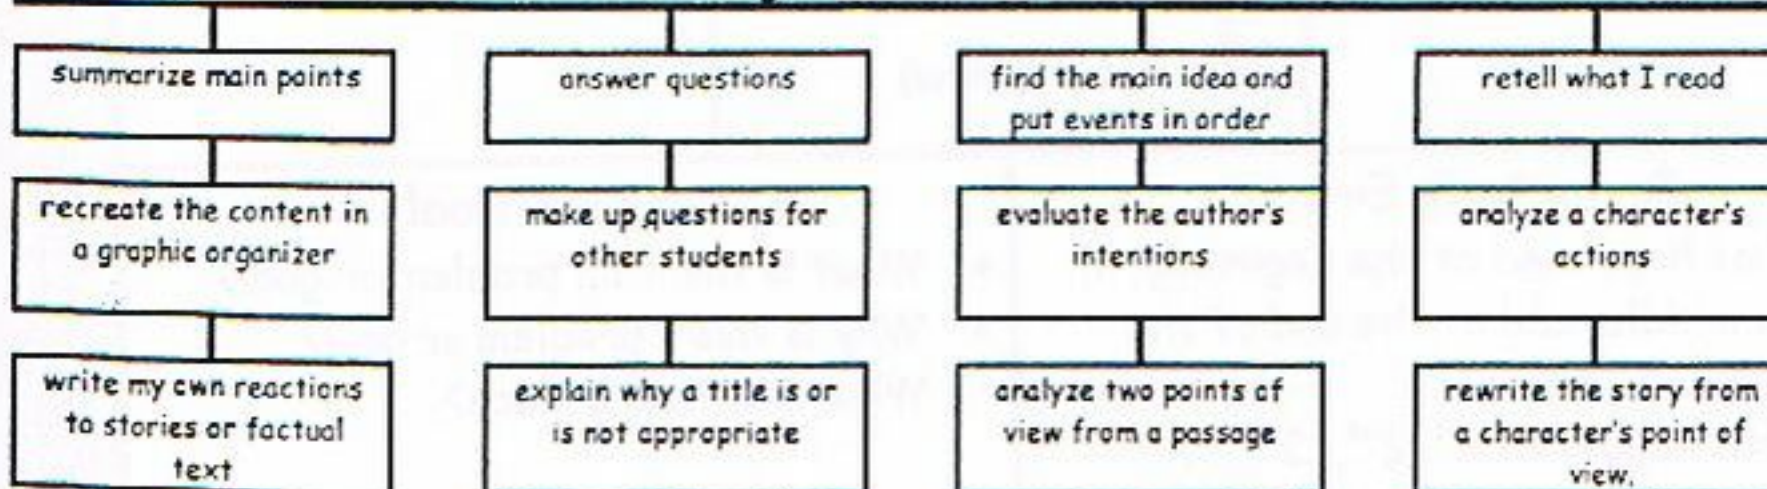 summarize main points
answer questions
find the main idea and
put events in order
retell what I read
recreate the content in
a graphic organizer
make up questions for
other students
evaluate the author's
intentions
analyze a character's
actions
write my own reactions
to stories or factual
text
explain why a title is or
is not appropriate
analyze two points of
view from a passage
rewrite the story from
a character's point of
view.